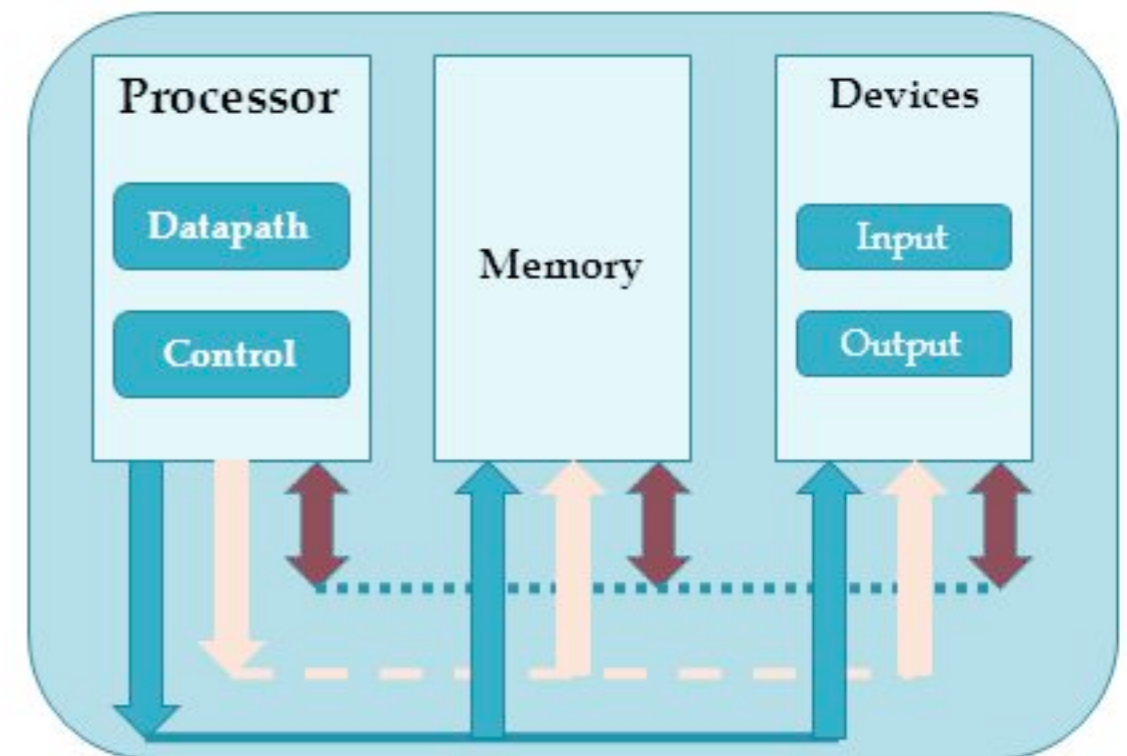 Processor
Datapath
Control
Memory
Devices
Input
Output